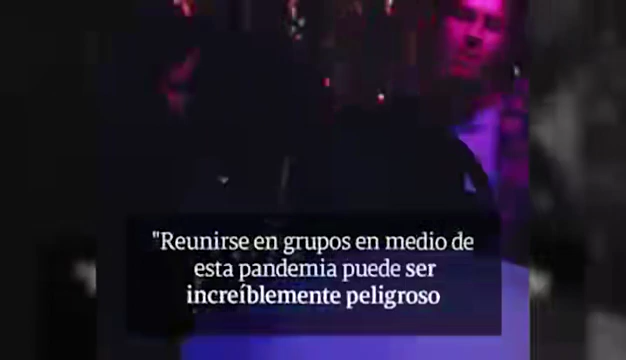 "Reunirse en grupos en medio de
esta pandemia puede ser
increíblemente peligroso